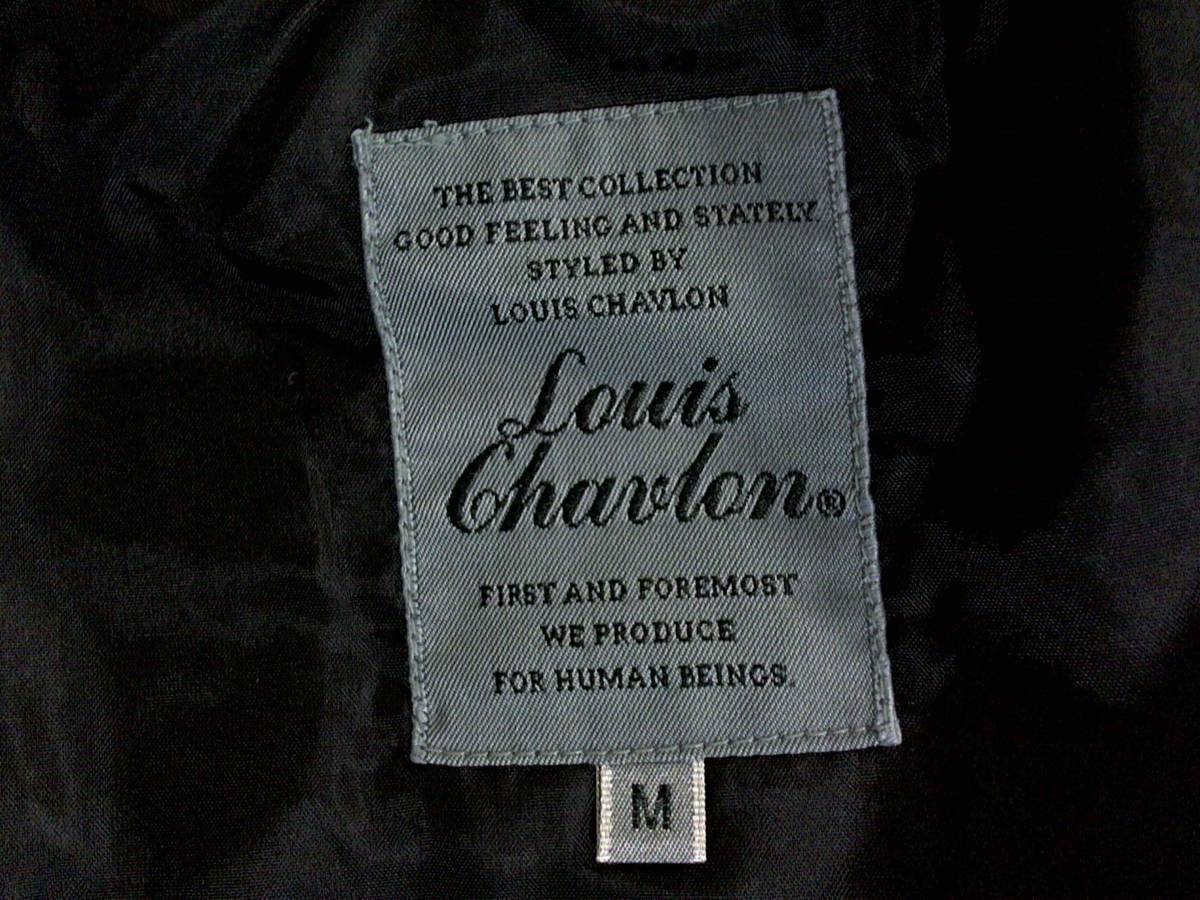 THE BEST COLLECTION
GOOD FEELING AND STATELY.
STYLED BY
LOUIS CHAVLON
Louis
Chavlon®
FIRST AND FOREMOST
WE PRODUCE
FOR HUMAN BEINGS.
M